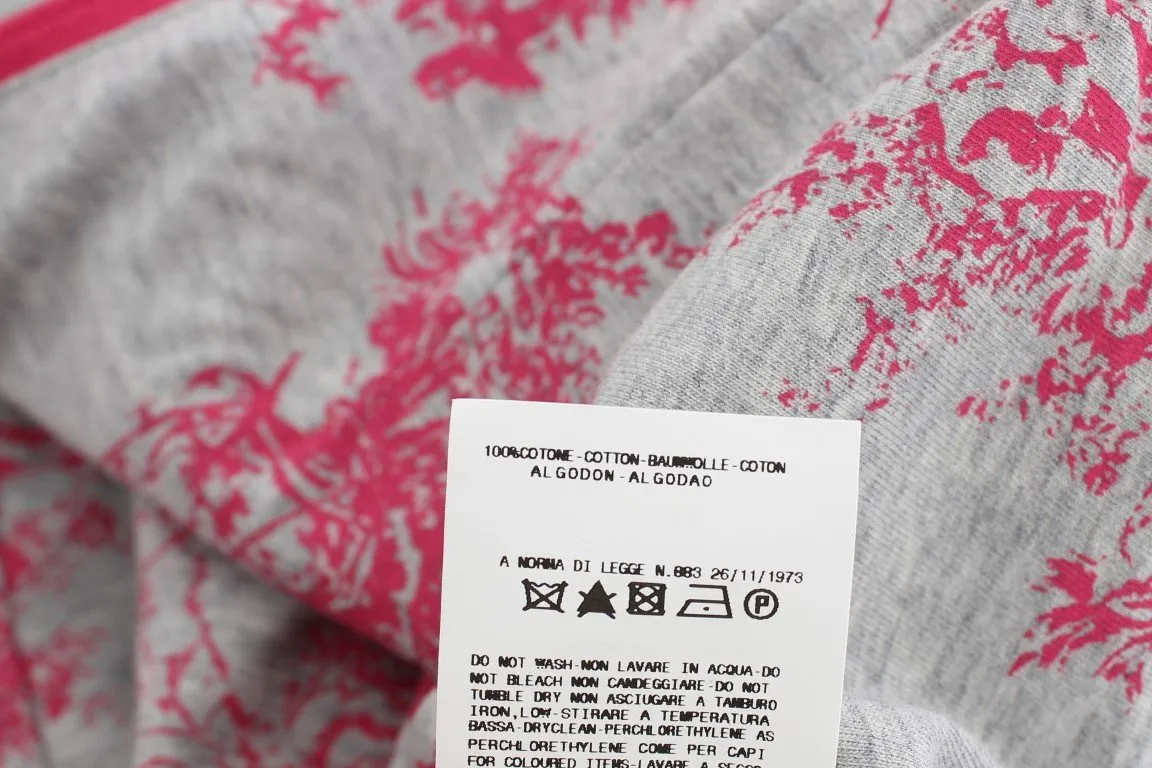 100%COTONE-COTTON-BAUMWOLLE-COTON
ALGODON-ALGODAO
A NORMA DI LEGGE N.883 26/11/1973
P
DO NOT WASH-NON LAVARE IN ACQUA-DO
NOT BLEACH NON CANDEGGIARE-DO NOT
TUMBLE DRY NON ASCIUGARE A TAMBURO
IRON,LOW-STIRARE A TEMPERATURA
BASSA-DRYCLEAN-PERCHLORETHYLENE AS
PERCHLORETHYLENE COME PER CAPI
FOR COLOURED ITEMS-LAVARE A SECCO